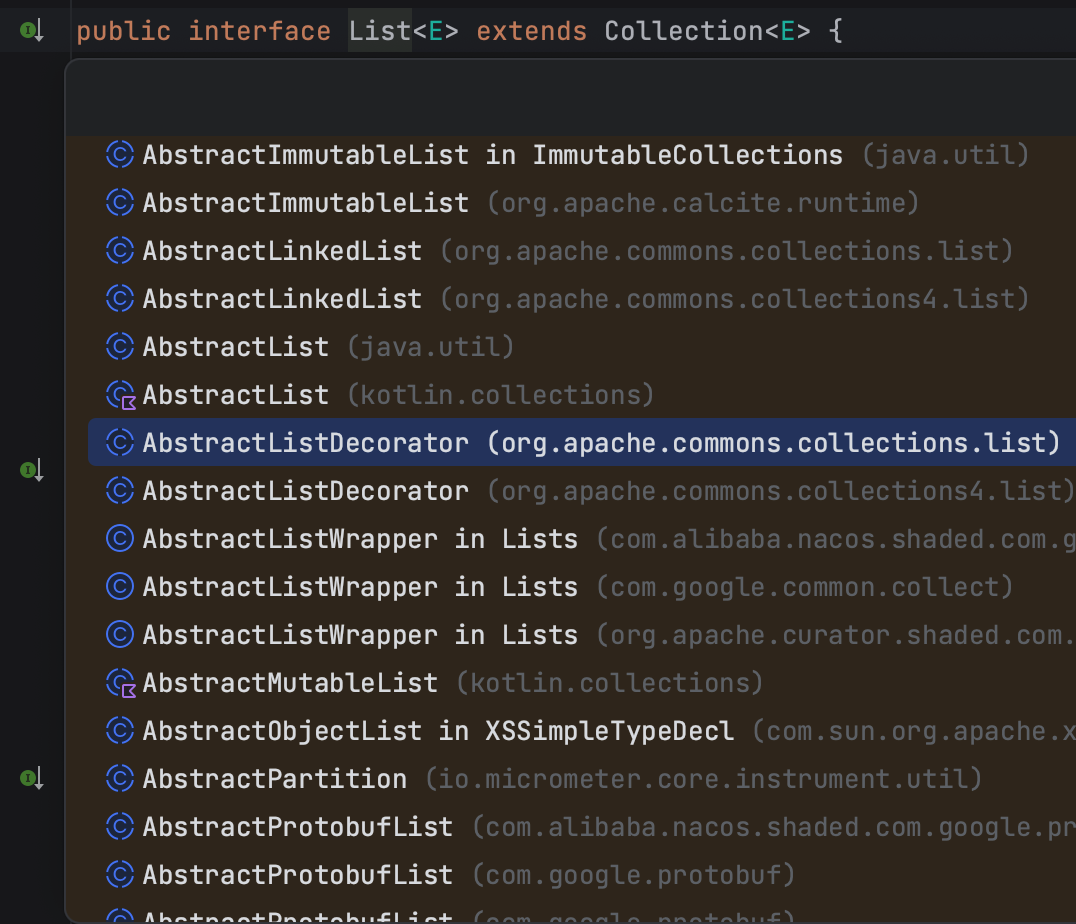 public interface List<E> extends Collection<E> {
AbstractImmutableList in ImmutableCollections (java.util)
AbstractImmutableList (org.apache.calcite.runtime)
AbstractLinkedList (org.apache.commons.collections.list)
AbstractLinkedList (org.apache.commons.collections4.list)
AbstractList (java.util)
AbstractList (kotlin.collections)
AbstractListDecorator (org.apache.commons.collections.list)
AbstractListDecorator (org.apache.commons.collections4.list)
AbstractListWrapper in Lists (com.alibaba.nacos.shaded.com.g
AbstractListWrapper in Lists (com.google.common.collect)
AbstractListWrapper in Lists (org.apache.curator.shaded.com.
AbstractMutableList (kotlin.collections)
AbstractObjectList in XSSimpleTypeDecl (com.sun.org.apache.x
AbstractPartition (io.micrometer.core.instrument.util)
AbstractProtobufList (com.alibaba.nacos.shaded.com.google.pr
AbstractProtobufList (com.google.protobuf)
AbstractProtobufList (com.google.protobuf)